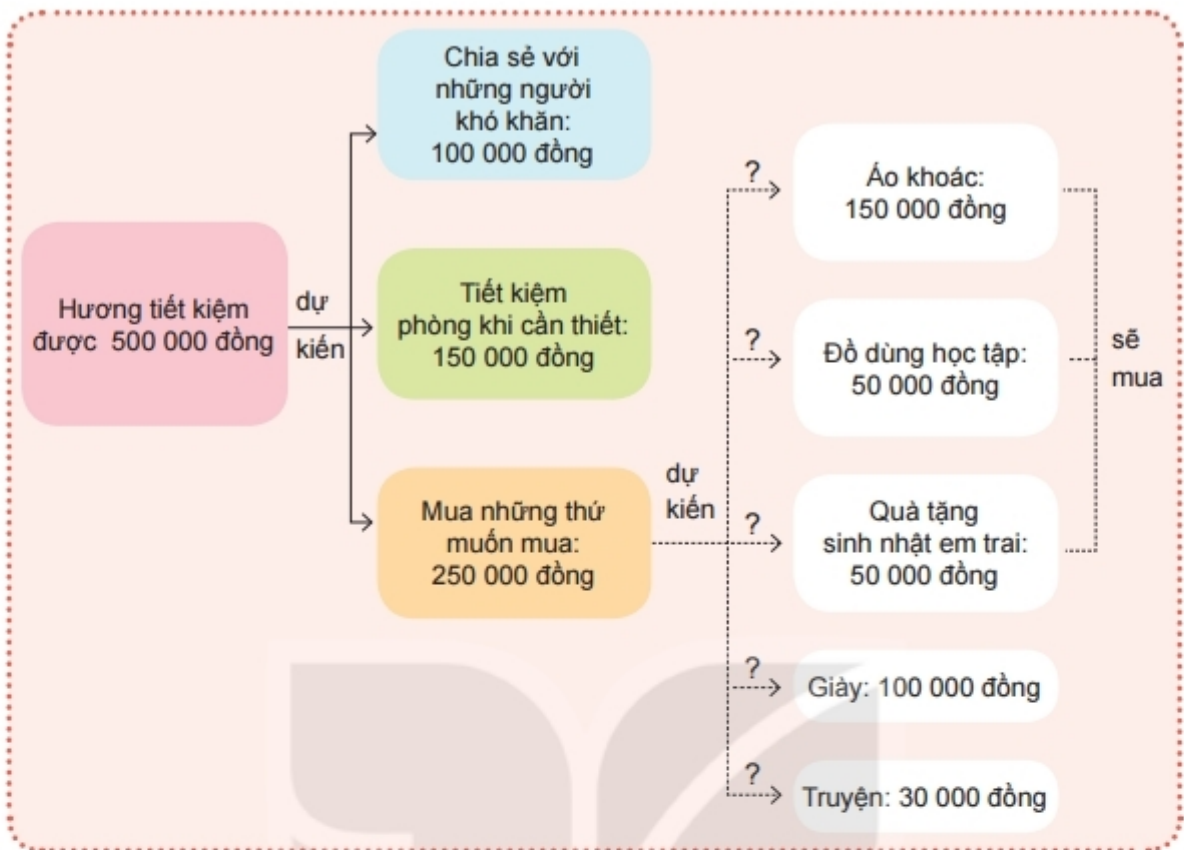 Hương tiết kiệm
được 500 000 đồng
dự
kiến
Chia sẻ với
những người
khó khăn:
100 000 đồng
Tiết kiệm
phòng khi cần thiết:
150 000 đồng
Mua những thứ
muốn mua:
250 000 đồng
dự
kiến
?
Áo khoác:
150 000 đồng
?
Đồ dùng học tập:
50 000 đồng
?
Quà tặng
sinh nhật em trai:
50 000 đồng
?
Giày: 100 000 đồng
?
Truyện: 30 000 đồng
sẽ
mua